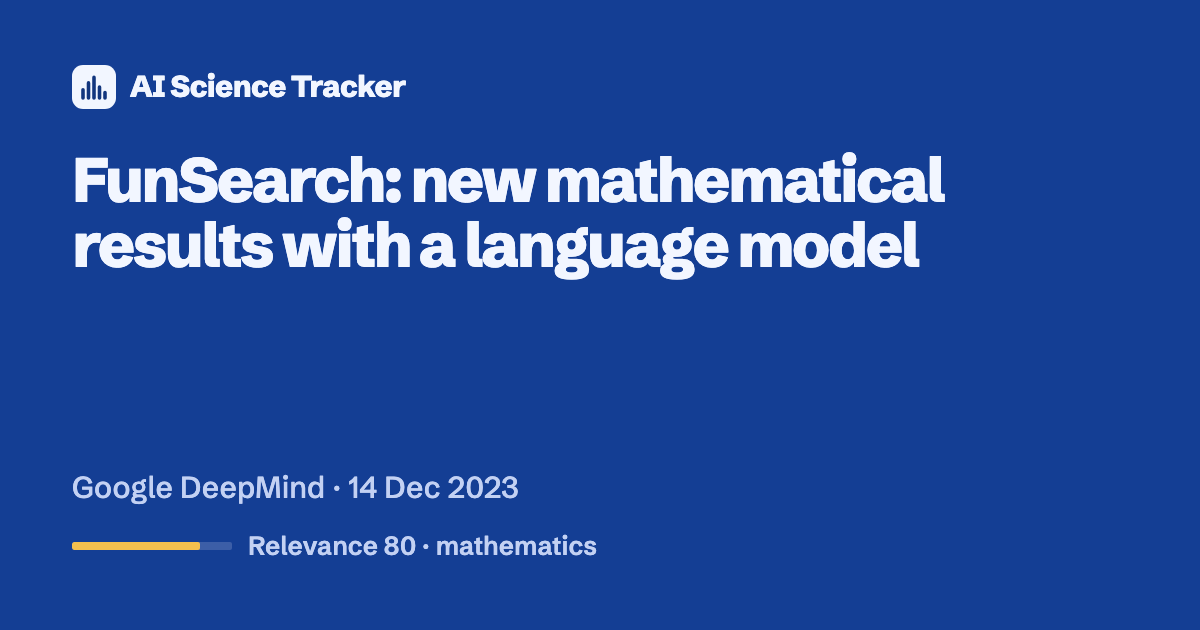 AI Science Tracker
FunSearch: new mathematical
results with a language model
Google DeepMind · 14 Dec 2023
Relevance 80 · mathematics